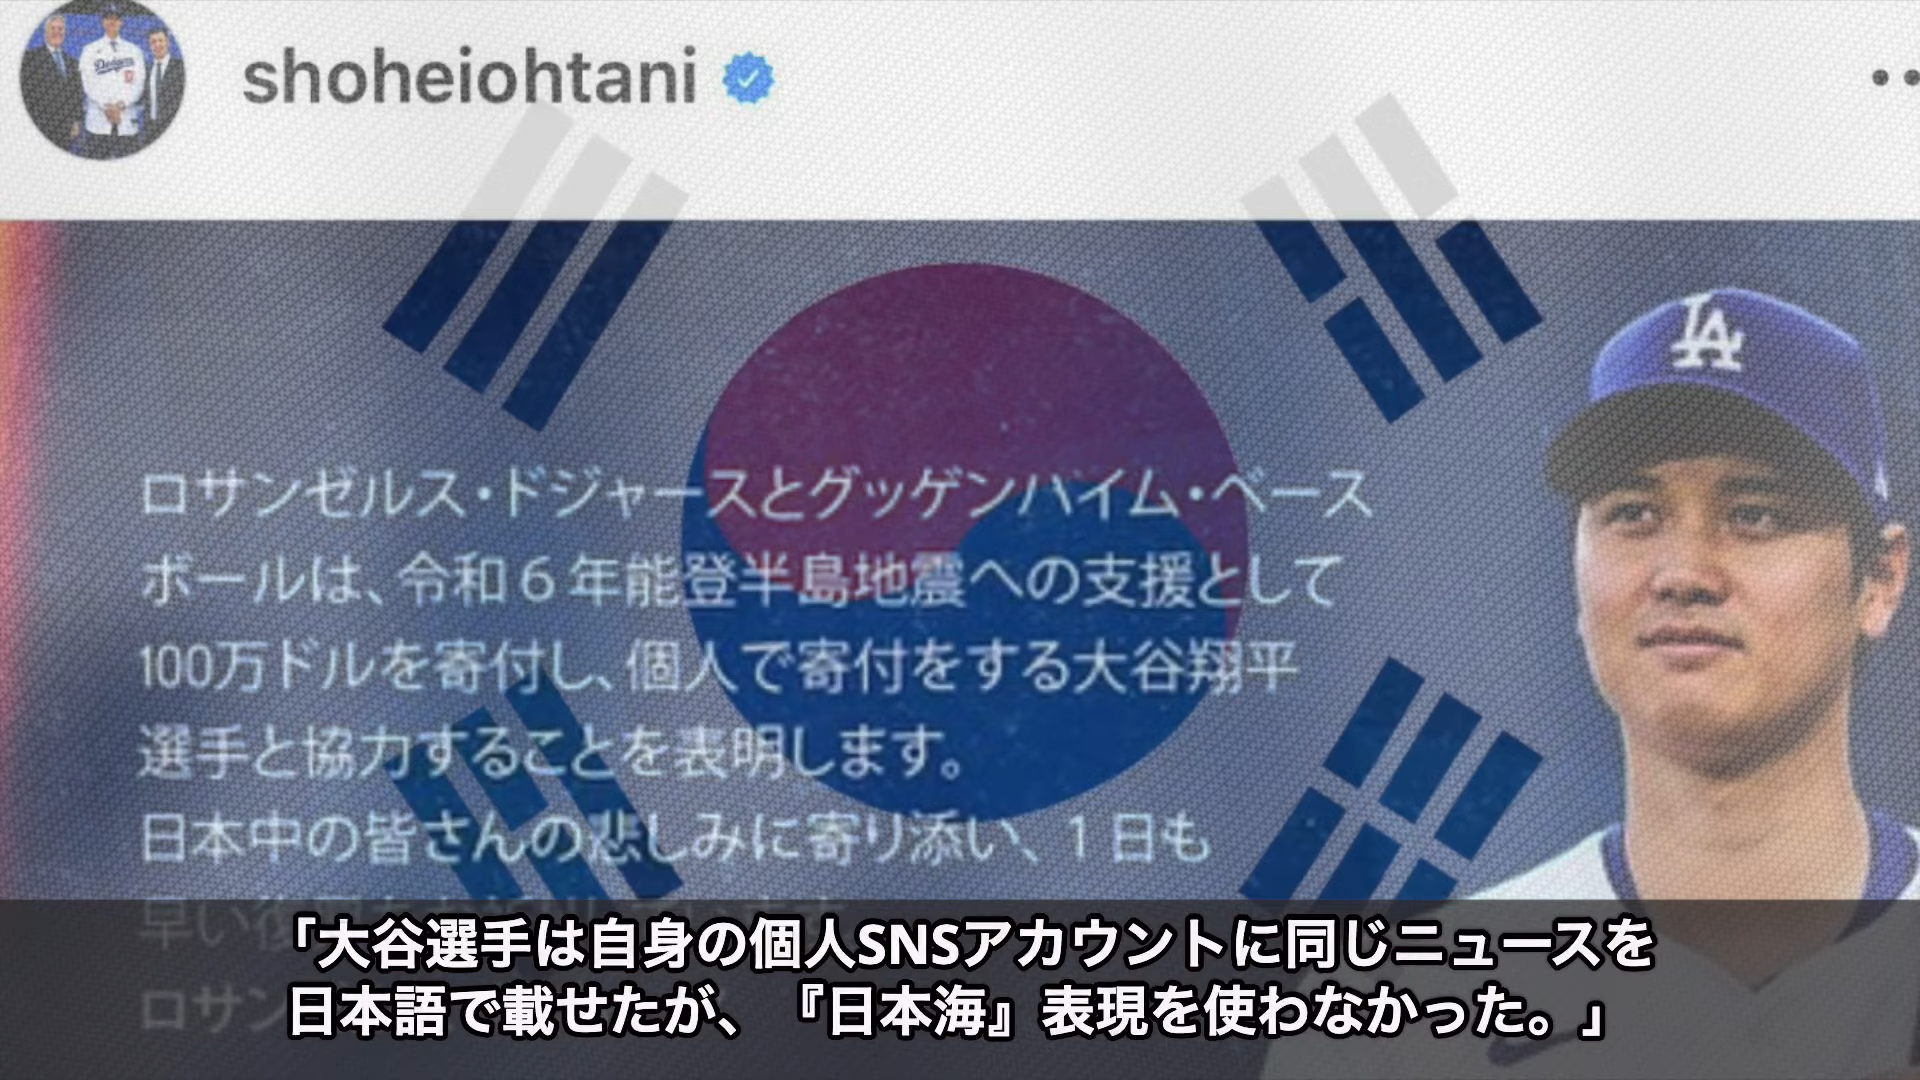 shoheiohtani
Dodgers
LA
ロサンゼルス・ドジャースとグッゲンハイム・ベース
ボールは、令和６年能登半島地震への支援として
100万ドルを寄付し、個人で寄付をする大谷翔平
選手と協力することを表明します。
日本中の皆さんの悲しみに寄り添い、１日も
早い復
ロサン
「大谷選手は自身の個人SNSアカウントに同じニュースを
日本語で載せたが、『日本海』表現を使わなかった。」